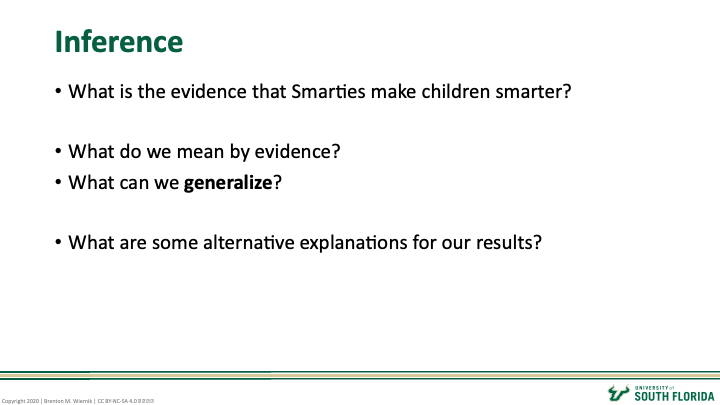 Inference
• What is the evidence that Smarties make children smarter?
• What do we mean by evidence?
• What can we generalize?
• What are some alternative explanations for our results?
Copyright 2020 | Brenton M. Wiernik | CC BY-NC-SA 4.0
UNIVERSITY of
SOUTH FLORIDA